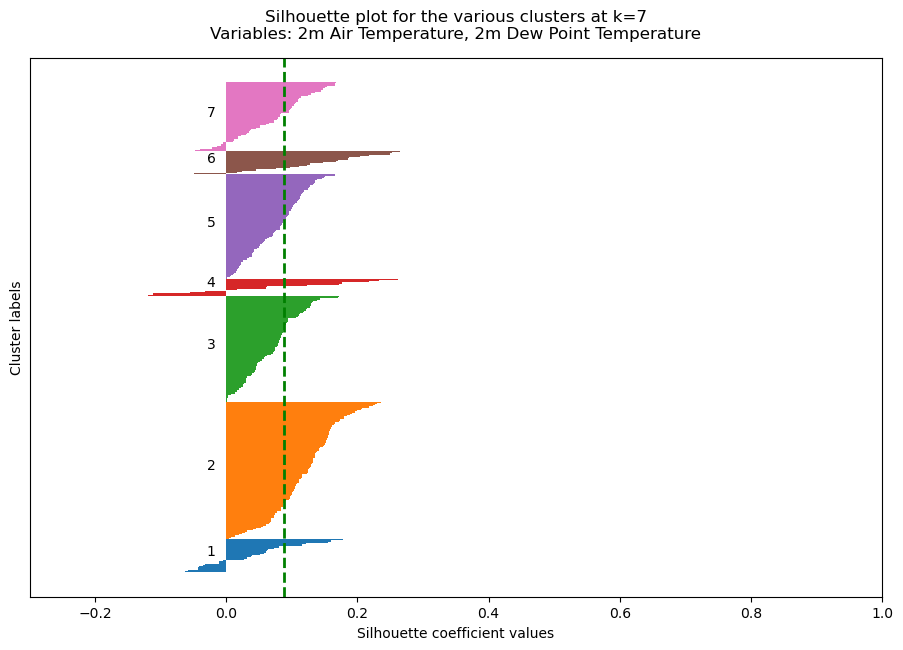 Silhouette plot for the various clusters at k=7
Variables: 2m Air Temperature, 2m Dew Point Temperature
Cluster labels
7
6
5
4
3
2
1
−0.2 0.0 0.2 0.4 0.6 0.8 1.0
Silhouette coefficient values